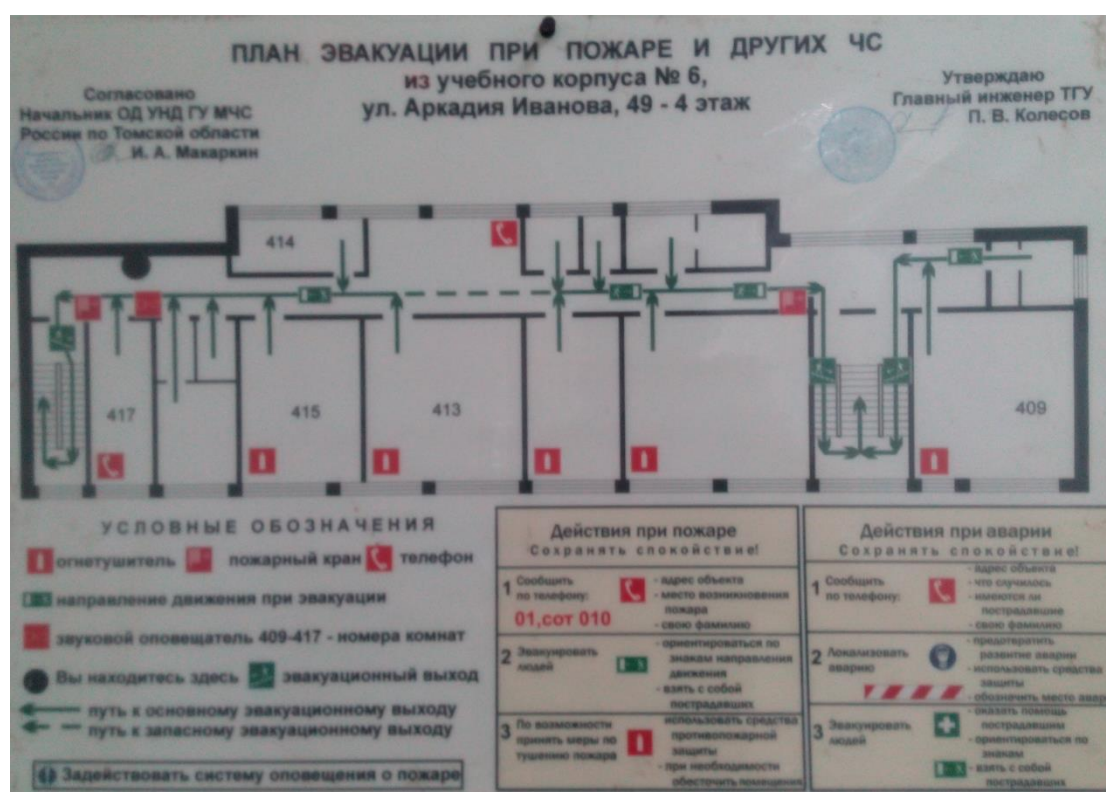 ПЛАН ЭВАКУАЦИИ ПРИ ПОЖАРЕ И ДРУГИХ ЧС
из учебного корпуса № 6,
ул. Аркадия Иванова, 49 - 4 этаж
Согласовано
Начальник ОД УНД ГУ МЧС
России по Томской области
И. А. Макаркин
Утверждаю
Главный инженер ТГУ
П. В. Колесов
414
417
415
413
409
УСЛОВНЫЕ ОБОЗНАЧЕНИЯ
огнетушитель пожарный кран телефон
направление движения при эвакуации
звуковой оповещатель 409-417 - номера комнат
Вы находитесь здесь эвакуационный выход
путь к основному эвакуационному выходу
путь к запасному эвакуационному выходу
Задействовать систему оповещения о пожаре
Действия при пожаре
Сохранять спокойствие!
1 Сообщить
по телефону:
01,сот 010
- адрес объекта
- место возникновения
пожара
- свою фамилию
2 Эвакуировать
людей
- ориентироваться по
знакам направления
движения
- взять с собой
пострадавших
3 По возможности
принять меры по
тушению пожара
использовать средства
противопожарной
защиты
- при необходимости
обесточить помещения
Действия при аварии
Сохранять спокойствие!
1 Сообщить
по телефону:
- адрес объекта
- что случилось
- имеются ли
пострадавшие
- свою фамилию
2 Локализовать
аварию
- предотвратить
развитие аварии
- использовать средства
защиты
- обозначить место авар
3 Эвакуировать
людей
- оказать помощь
пострадавшим
- ориентироваться по
знакам
- взять с собой
пострадавших